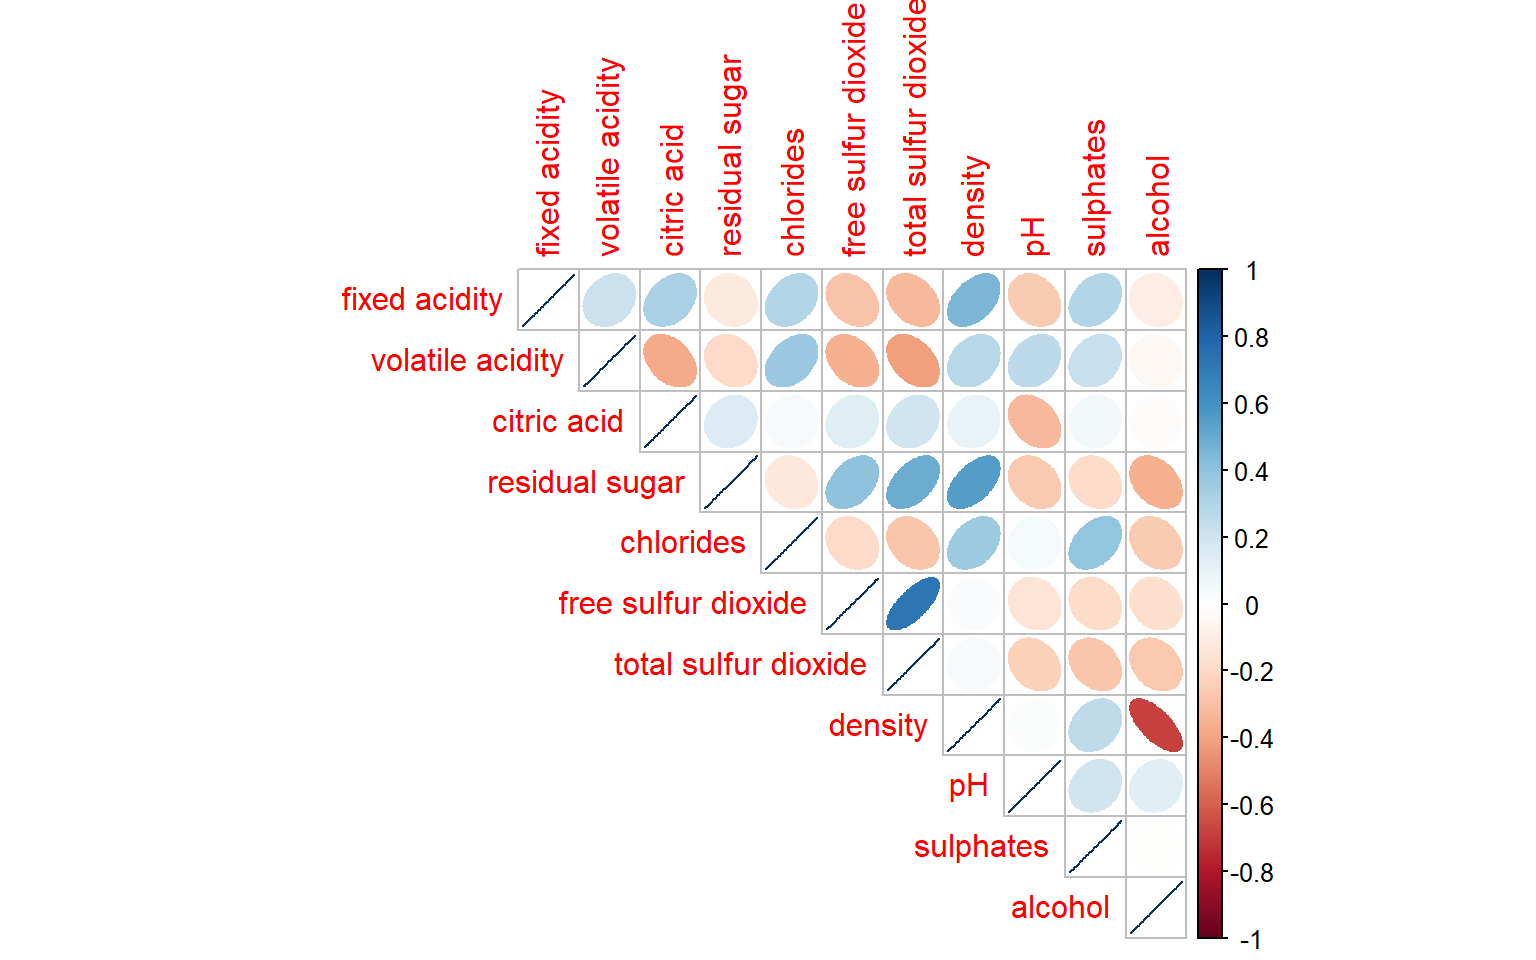 fixed acidity
volatile acidity
citric acid
residual sugar
chlorides
free sulfur dioxide
total sulfur dioxide
density
pH
sulphates
alcohol
fixed acidity
volatile acidity
citric acid
residual sugar
chlorides
free sulfur dioxide
total sulfur dioxide
density
pH
sulphates
alcohol
1
0.8
0.6
0.4
0.2
0
-0.2
-0.4
-0.6
-0.8
-1